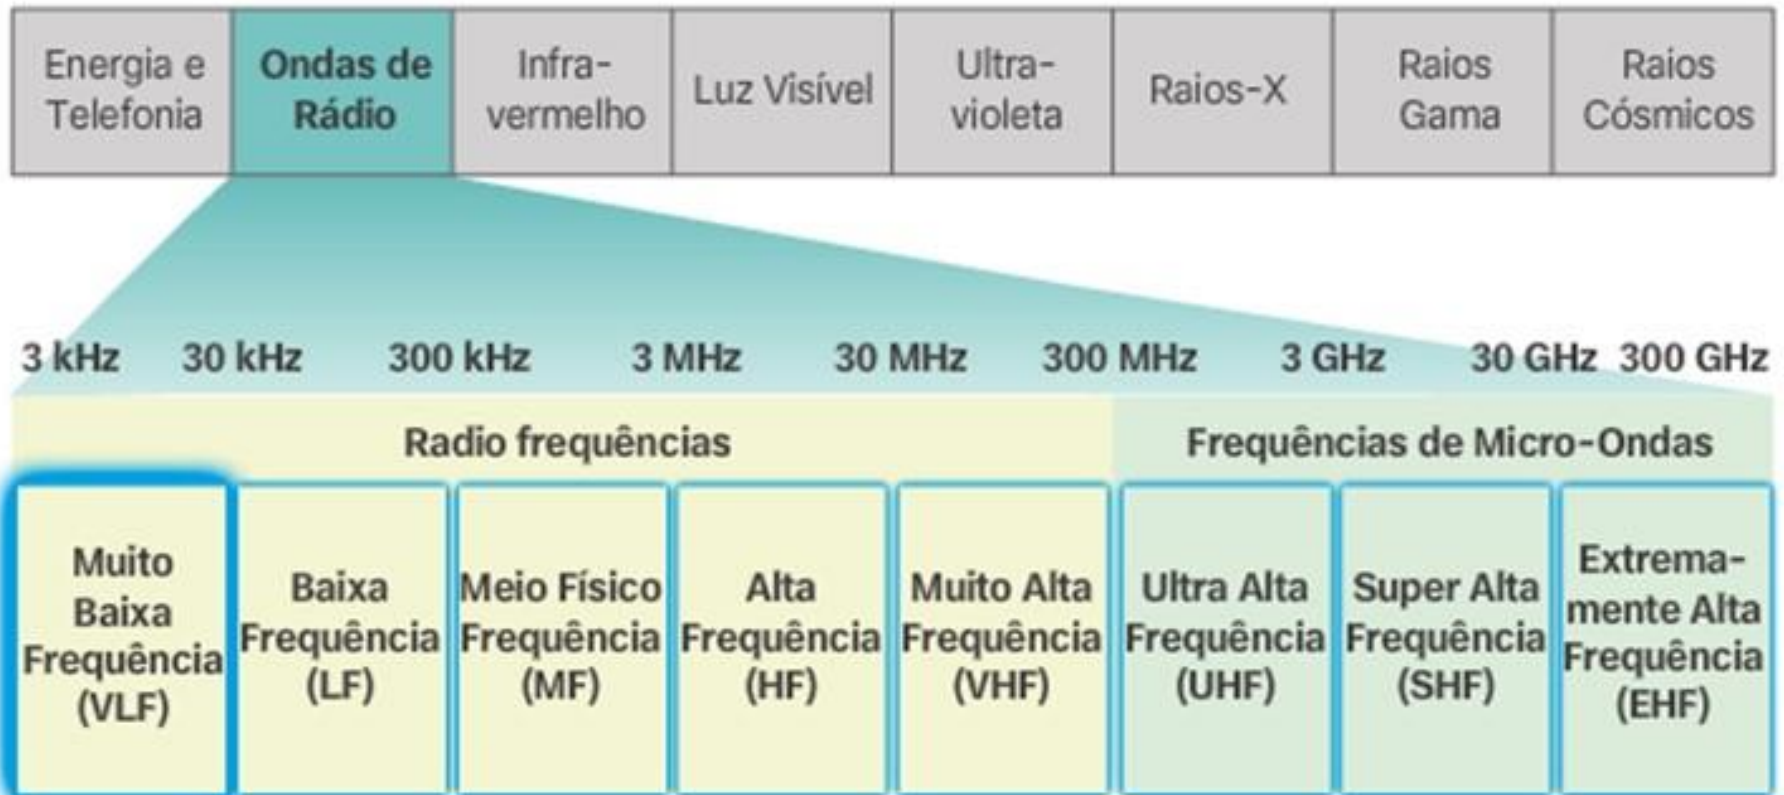 Energia e
Telefonia
Ondas de
Rádio
Infra-
vermelho
Luz Visível
Ultra-
violeta
Raios-X
Raios
Gama
Raios
Cósmicos
3 kHz 30 kHz 300 kHz 3 MHz 30 MHz 300 MHz 3 GHz 30 GHz 300 GHz
Radio frequências
Frequências de Micro-Ondas
Muito
Baixa
Frequência
(VLF)
Baixa
Frequência
(LF)
Meio Físico
Frequência
(MF)
Alta
Frequência
(HF)
Muito Alta
Frequência
(VHF)
Ultra Alta
Frequência
(UHF)
Super Alta
Frequência
(SHF)
Extrema-
mente Alta
Frequência
(EHF)